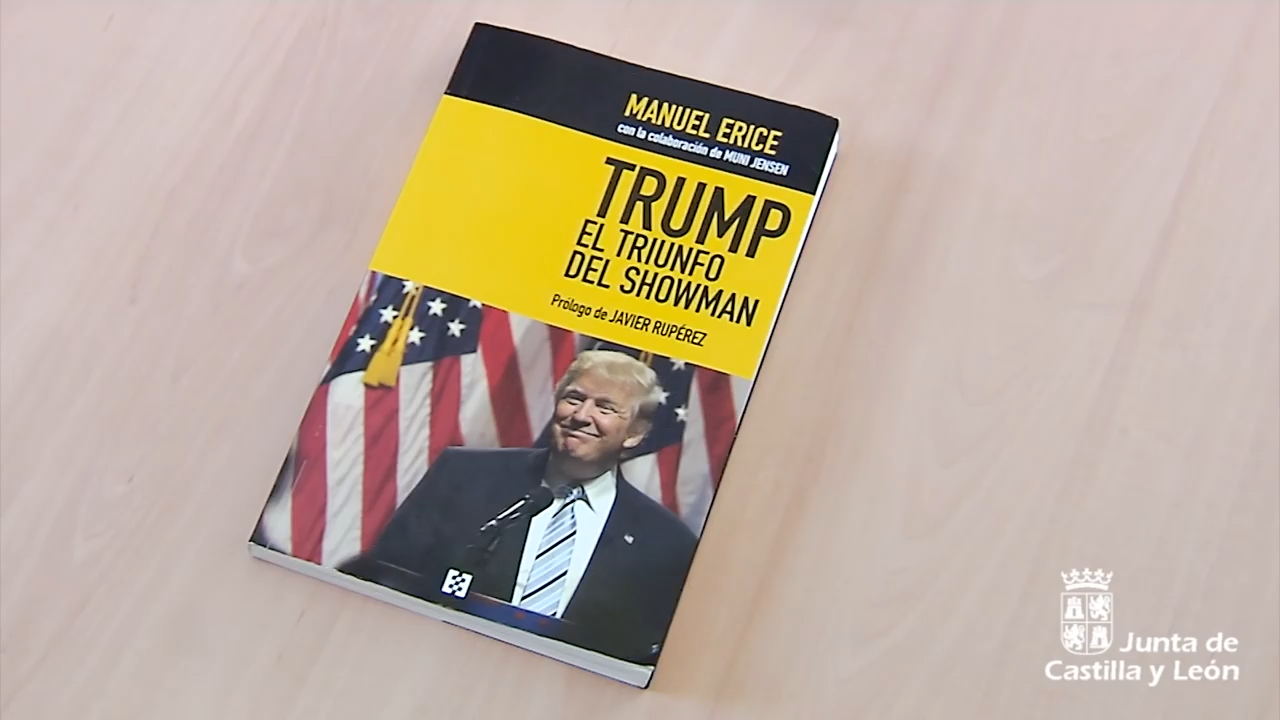 MANUEL ERICE
con la colaboración de MUNI JENSEN
TRUMP
EL TRIUNFO
DEL SHOWMAN
Prólogo de JAVIER RUPÉREZ
Junta de
Castilla y León